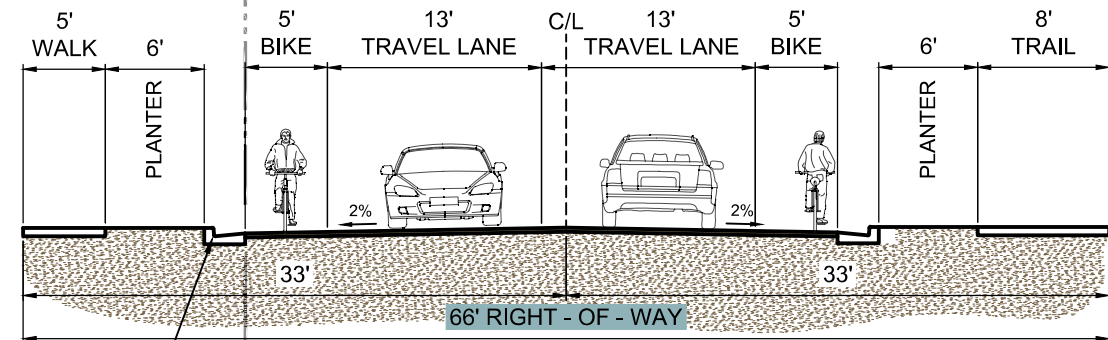 5'
WALK
6'
PLANTER
5'
BIKE
13'
TRAVEL LANE
C/L
13'
TRAVEL LANE
5'
BIKE
6'
PLANTER
8'
TRAIL
2%
2%
33'
33'
66' RIGHT - OF - WAY